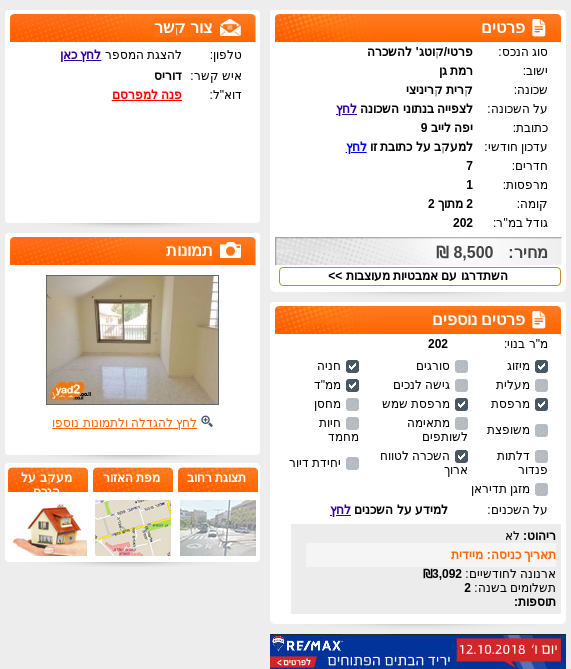 פרטים
סוג הנכס: פרטי/קוטג' להשכרה
ישוב: רמת גן
שכונה: קרית קריניצי
על השכונה: לצפייה בנתוני השכונה לחץ
כתובת: יפה לייב 9
עדכון חודשי: למעקב על כתובת זו לחץ
חדרים: 7
מרפסות: 1
קומה: 2 מתוך 2
גודל במ"ר: 202
מחיר: 8,500 ₪
השתדרגו עם אמבטיות מעוצבות >>
פרטים נוספים
מ"ר בנוי: 202
מיזוג סורגים חניה
מעלית גישה לנכים ממ"ד
מרפסת מרפסת שמש מחסן
משופצת מתאימה לשותפים חיות מחמד
דלתות פנדור השכרה לטווח ארוך יחידת דיור
מזגן תדיראן
על השכנים: למידע על השכנים לחץ
ריהוט: לא
תאריך כניסה: מיידית
ארנונה לחודשיים: 3,092₪
תשלומים בשנה: 2
תוספות:
RE/MAX יום ו' 12.10.2018
יריד הבתים הפתוחים
לפרטים >
צור קשר
טלפון: להצגת המספר לחץ כאן
איש קשר: דוריס
דוא"ל: פנה למפרסם
תמונות
yad2
לחץ להגדלה ולתמונות נוספו
תצוגת רחוב
מפת האזור
מעקב על